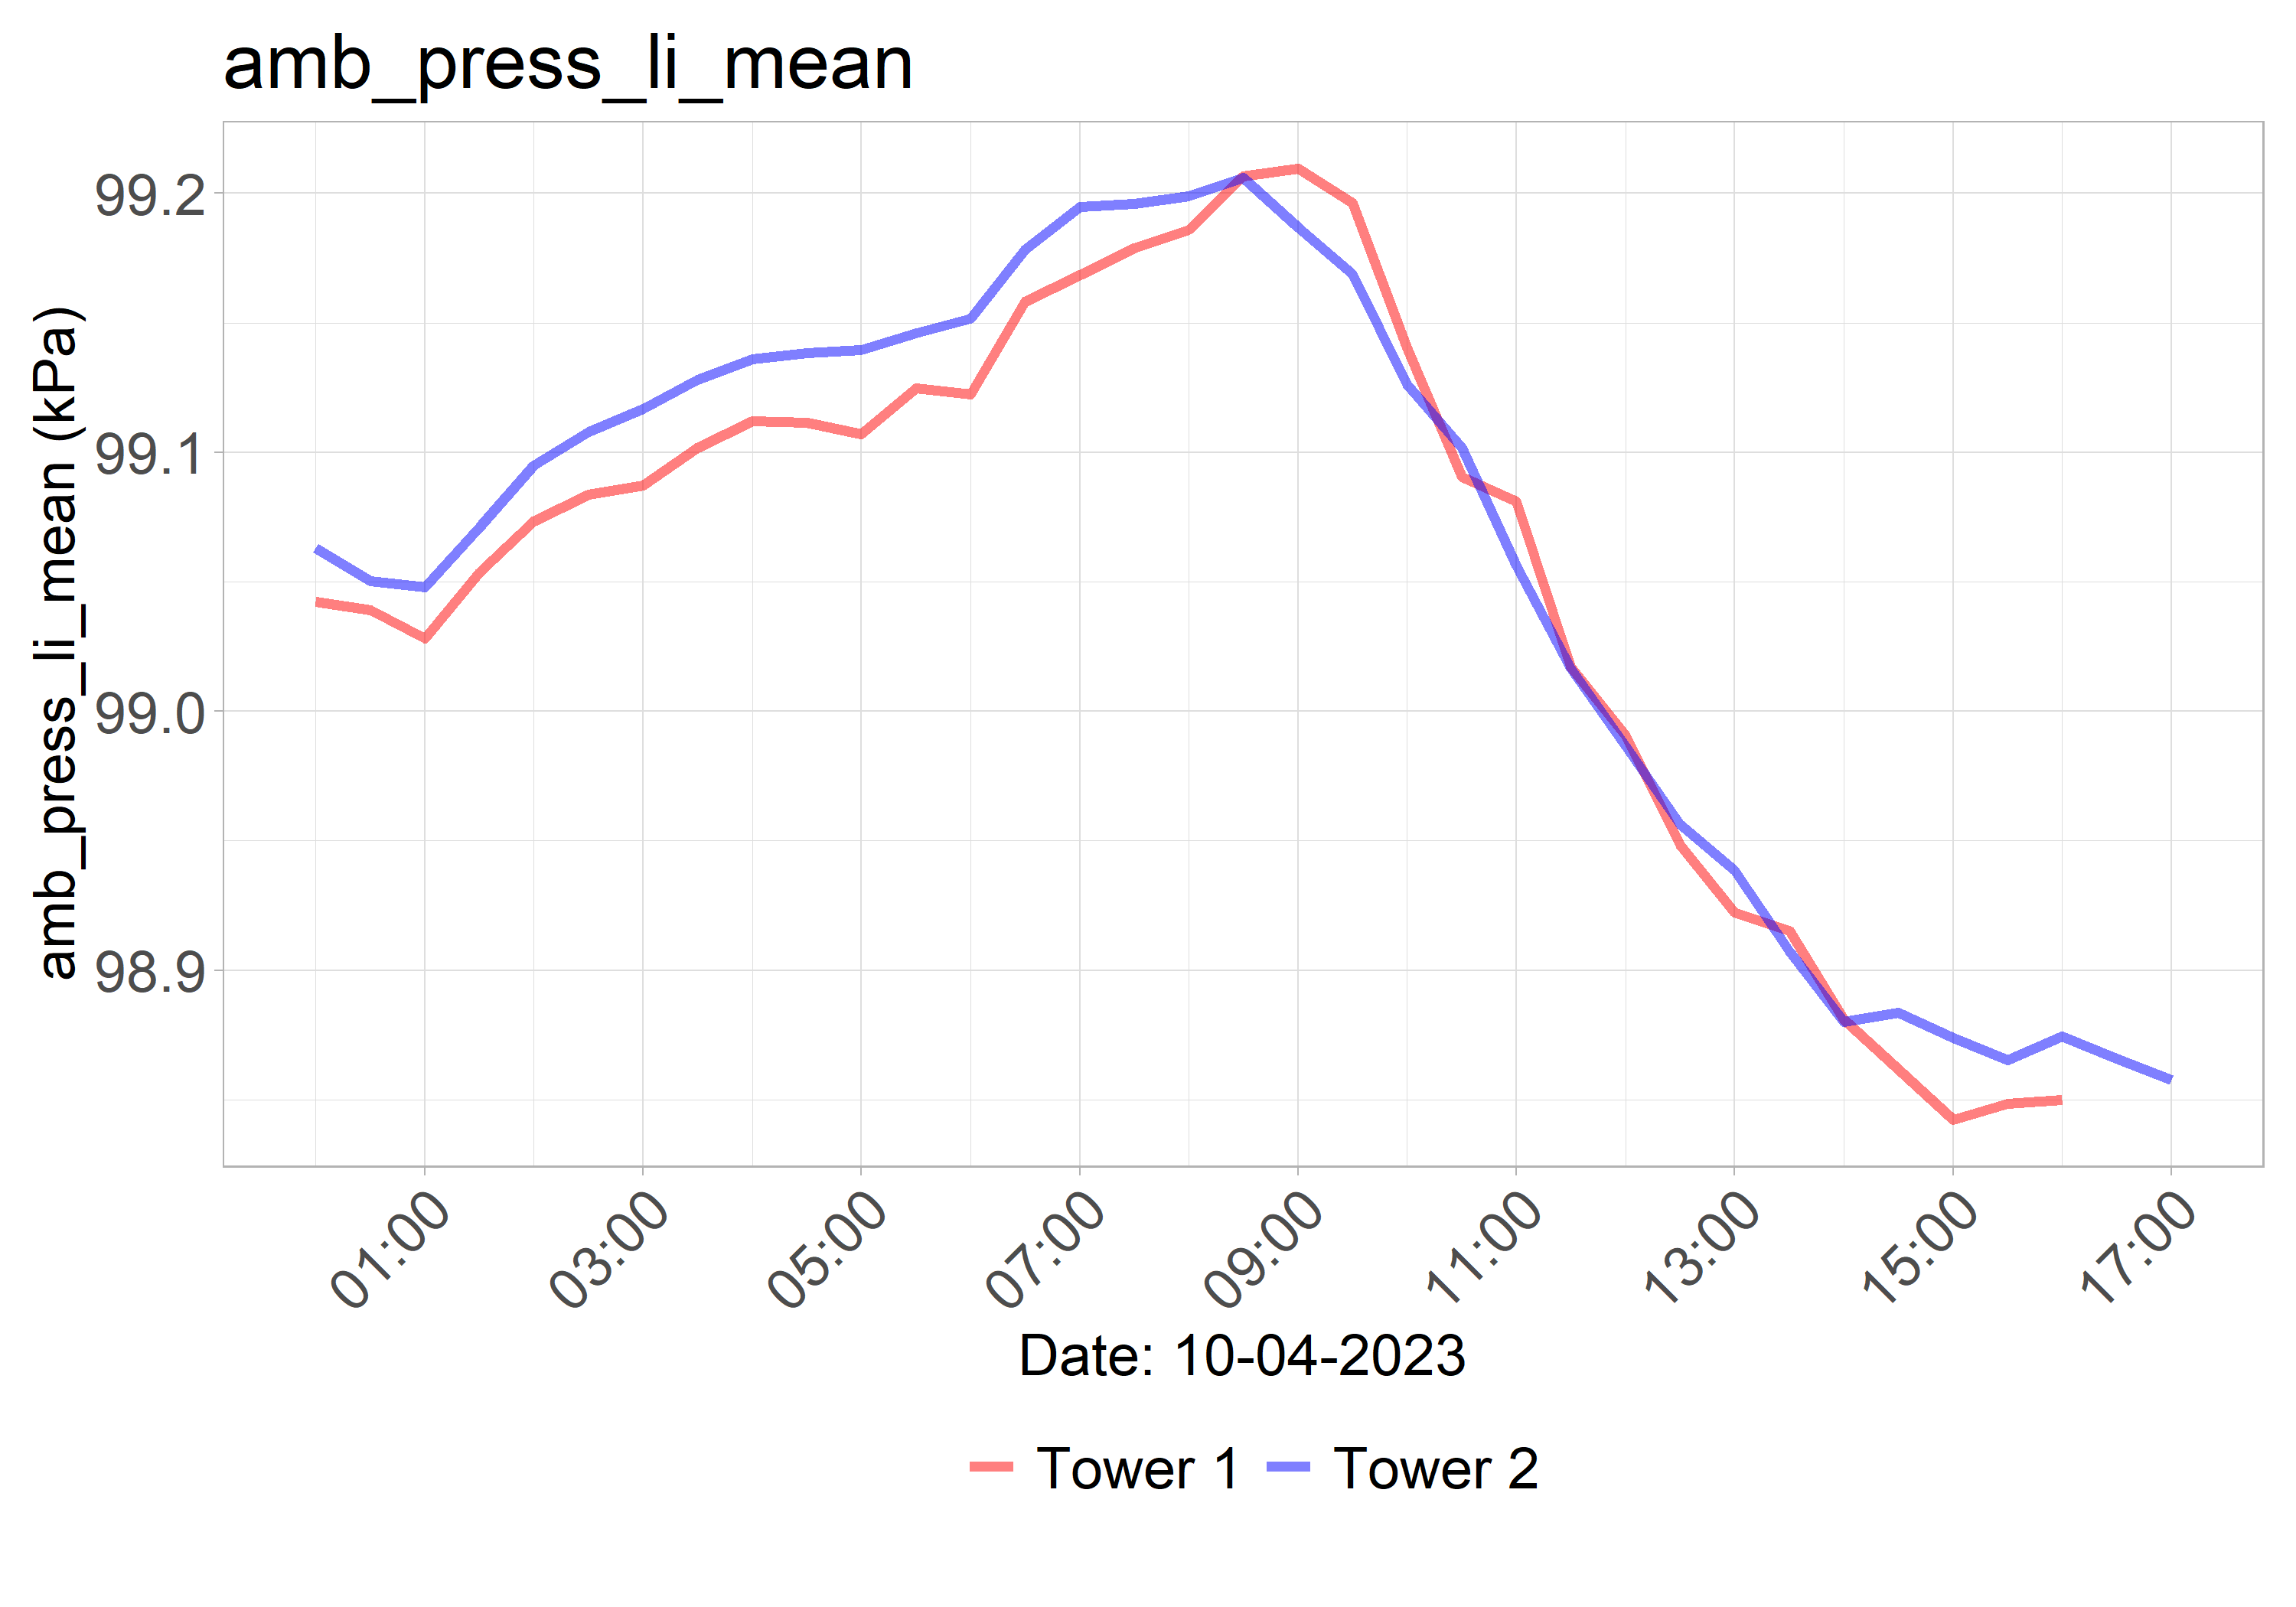 amb_press_li_mean
amb_press_li_mean (kPa)
99.2
99.1
99.0
98.9
01:00 03:00 05:00 07:00 09:00 11:00 13:00 15:00 17:00
Date: 10-04-2023
Tower 1 Tower 2